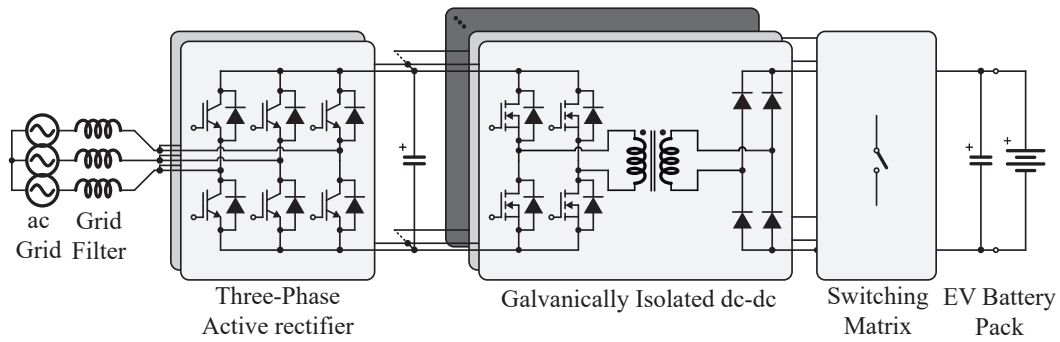 ac
Grid
Grid
Filter
Three-Phase
Active rectifier
Galvanically Isolated dc-dc
Switching
Matrix
EV Battery
Pack
+
+
+